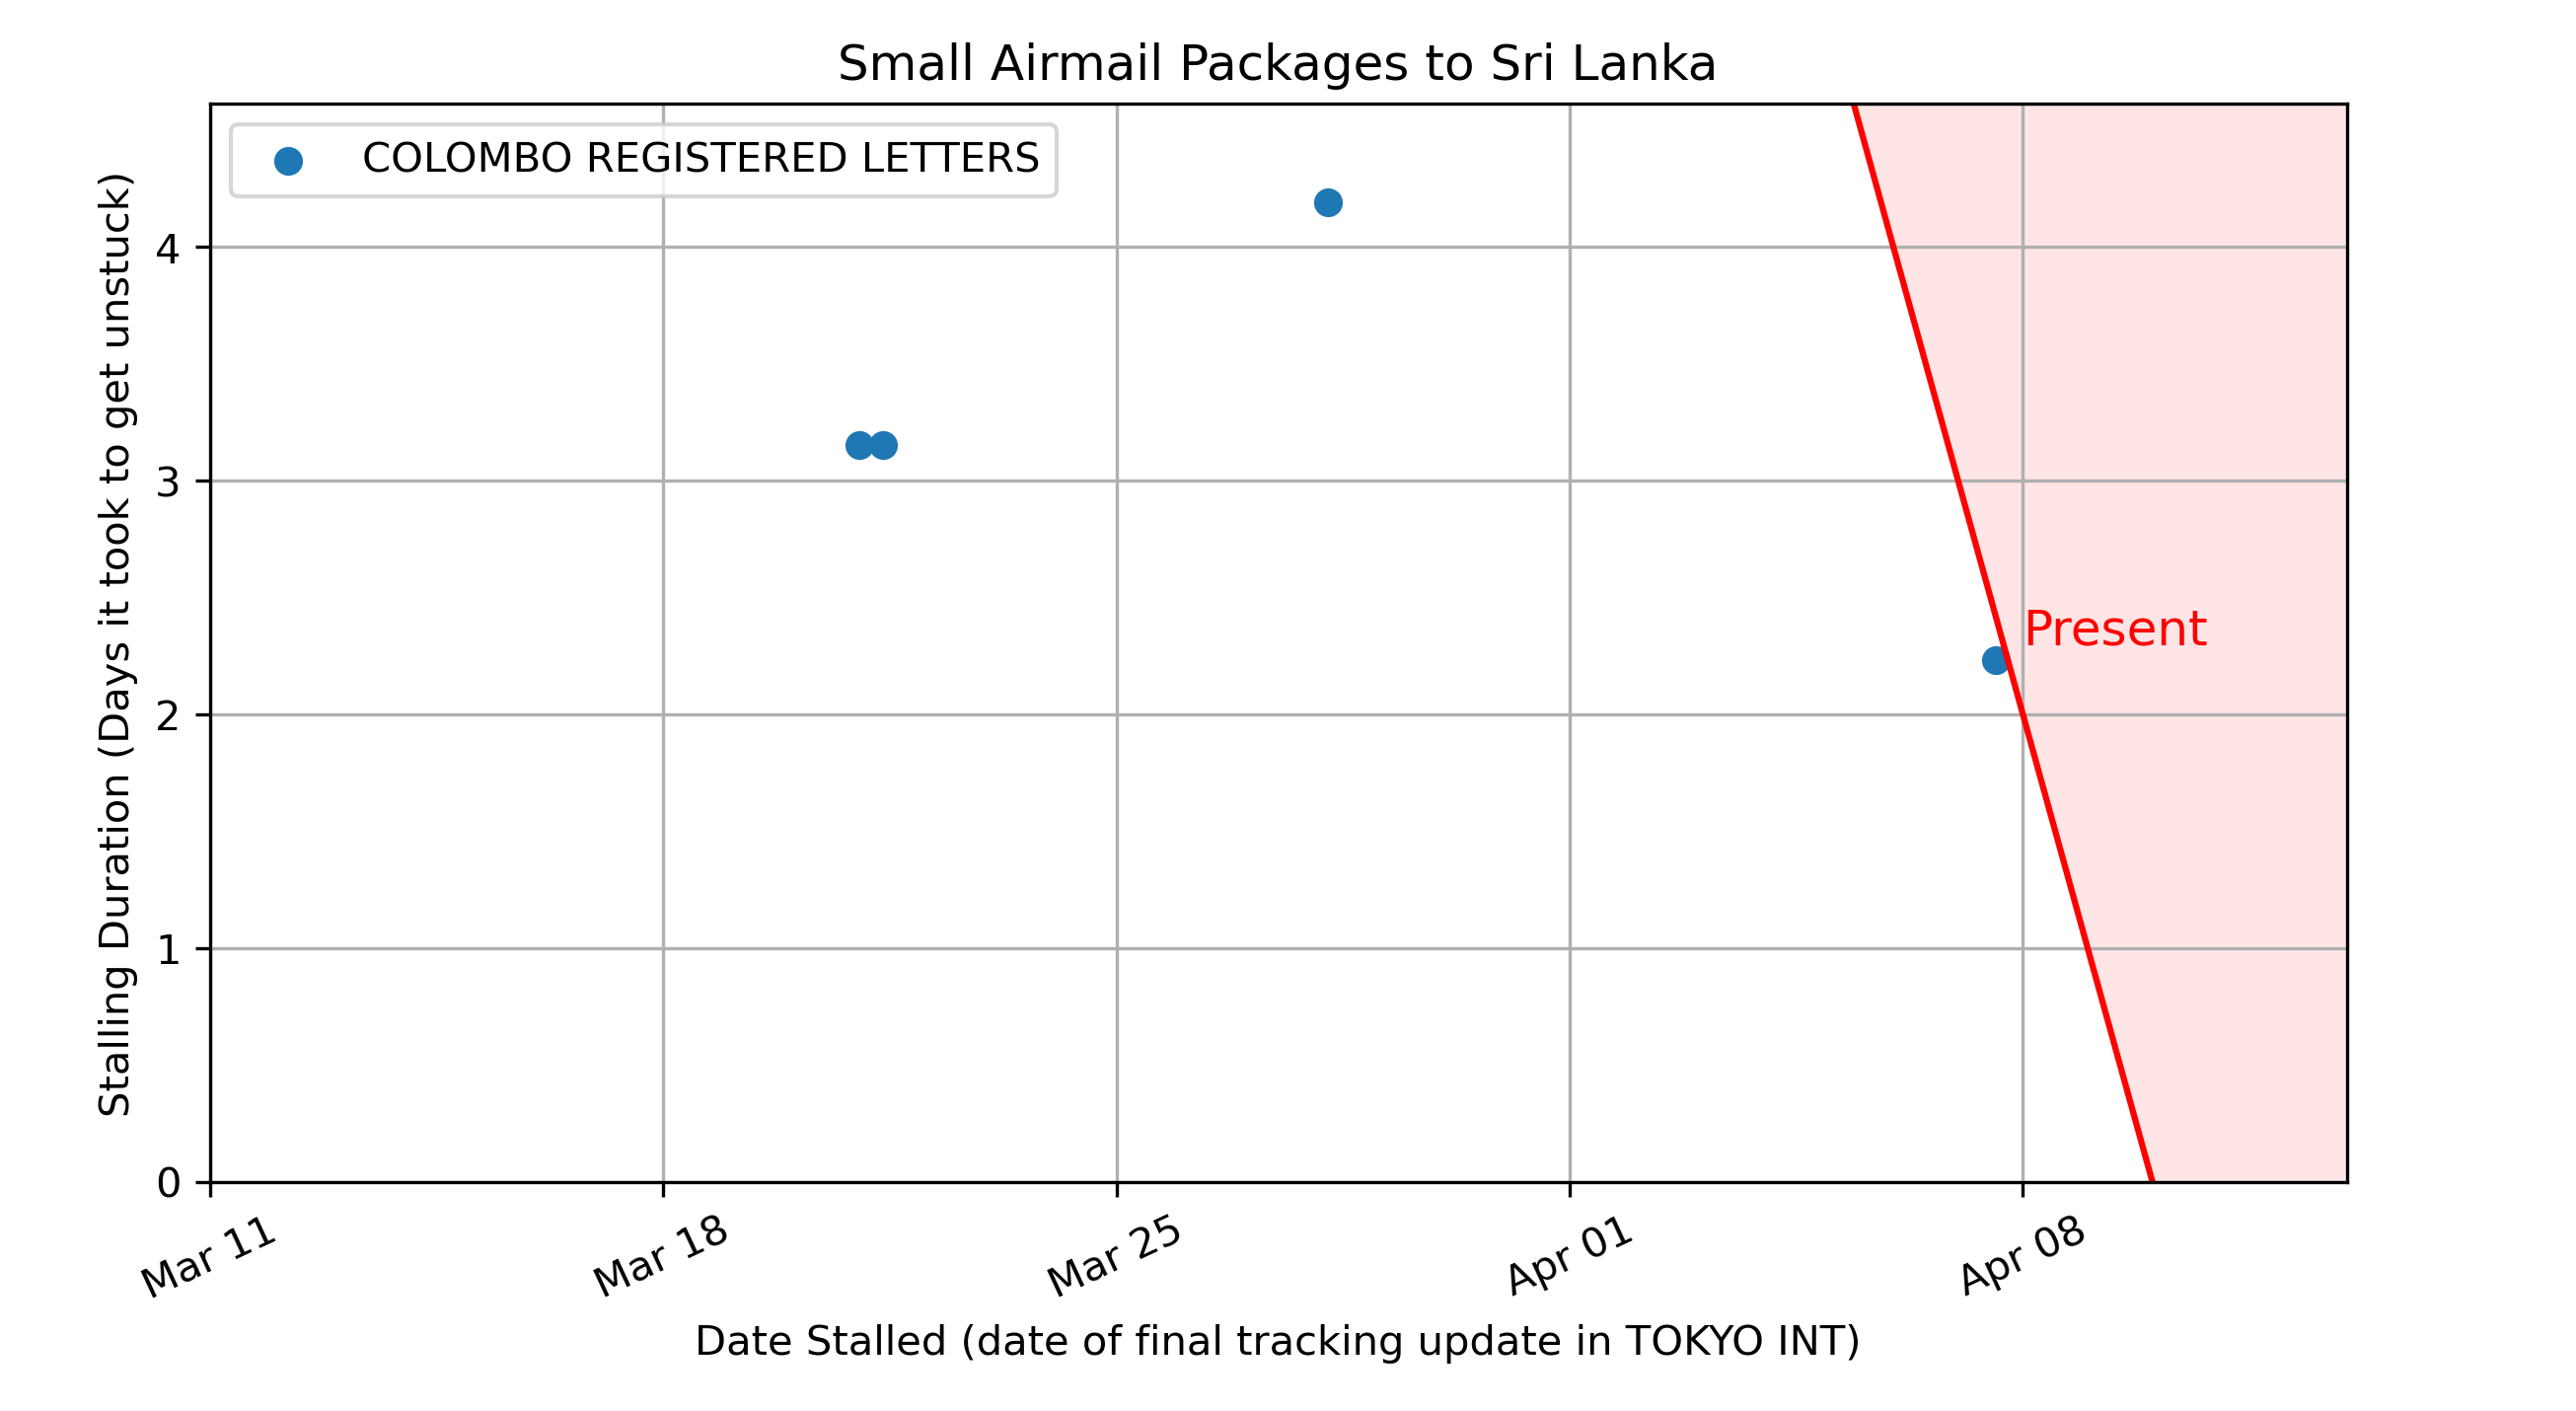 Small Airmail Packages to Sri Lanka
COLOMBO REGISTERED LETTERS
Stalling Duration (Days it took to get unstuck)
4
3
2
1
0
Present
Mar 11
Mar 18
Mar 25
Apr 01
Apr 08
Date Stalled (date of final tracking update in TOKYO INT)